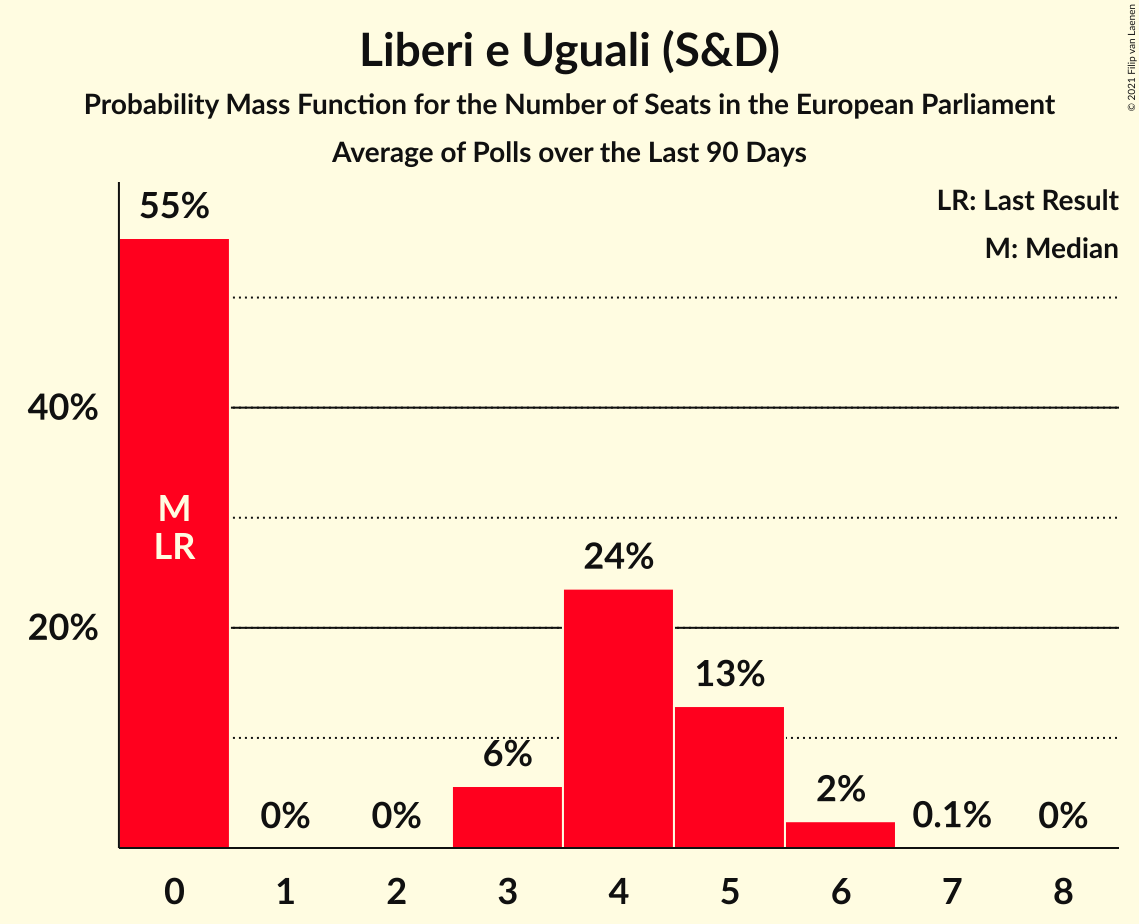 Liberi e Uguali (S&D)
Probability Mass Function for the Number of Seats in the European Parliament
Average of Polls over the Last 90 Days
© 2021 Filip van Laenen
LR: Last Result
M: Median
55%
40%
M
LR
24%
20%
13%
6%
2%
0%
0%
0.1%
0%
0 1 2 3 4 5 6 7 8